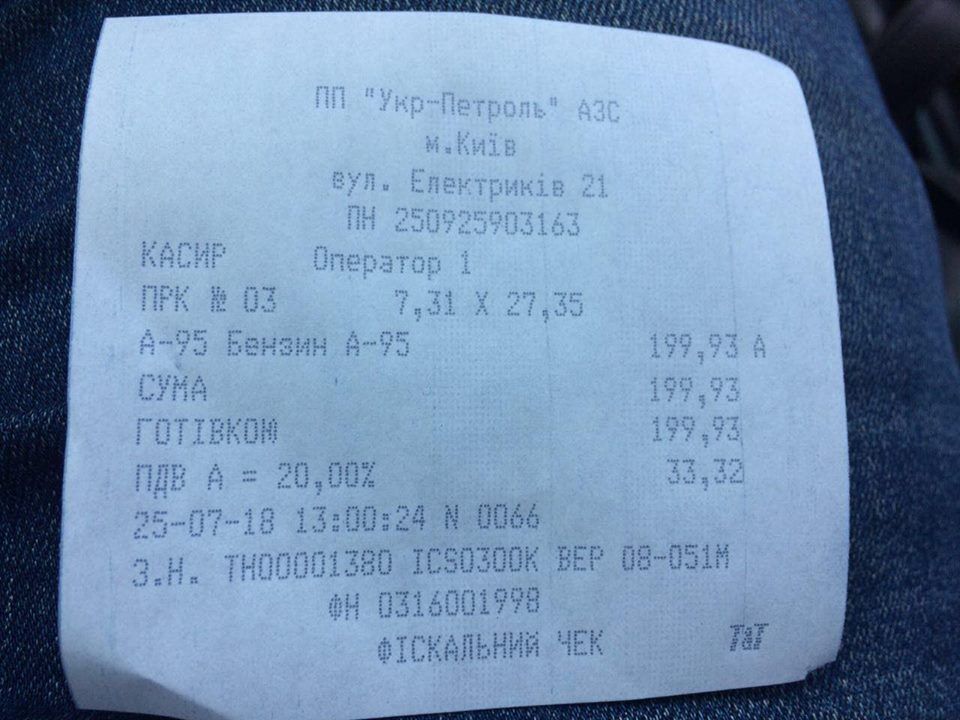 ПП "Укр-Петроль" АЗС
м.Київ
вул. Електриків 21
ПН 250925903163
КАСИР Оператор 1
ПРК № 03 7,31 X 27,35
А-95 Бензин А-95 199,93 А
СУМА 199,93
ГОТІВКОЮ 199,93
ПДВ А = 20,00% 33,32
25-07-18 13:00:24 N 0066
З.Н. ТН00001380 ICS0300K ВЕР 08-051М
ФН 0316001998
ФІСКАЛЬНИЙ ЧЕК ТаТ